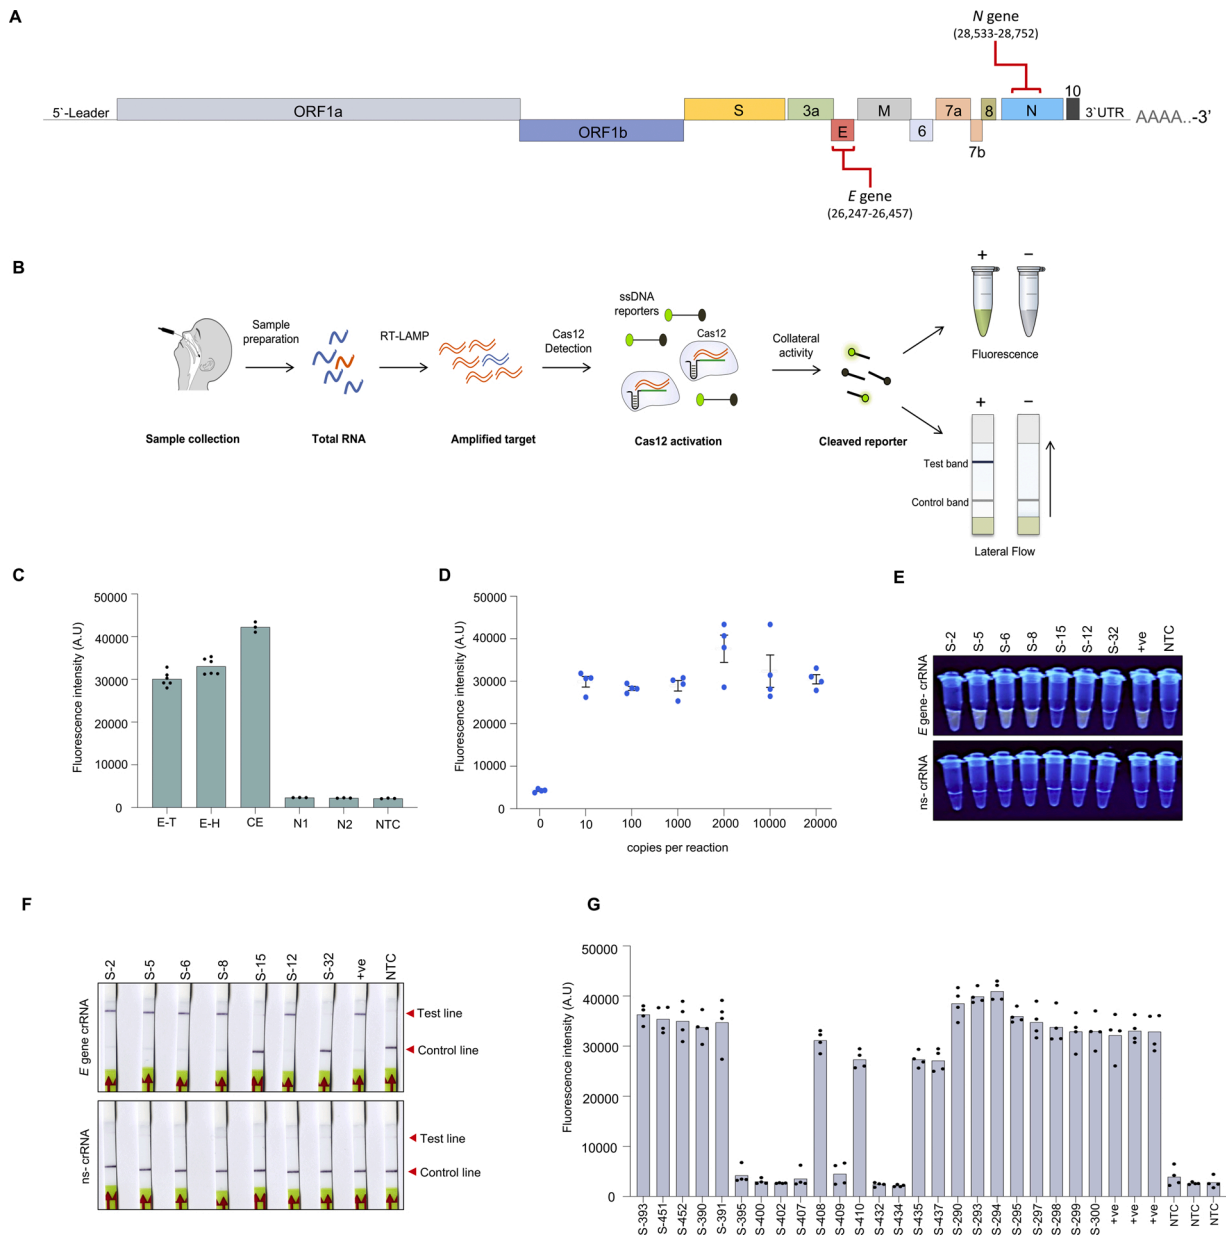 A
N gene
(28,533-28,752)
5`-Leader
ORF1a
ORF1b
S
3a
E
M
6
7a
7b
8
N
10
3`UTR
AAAA..-3'
E gene
(26,247-26,457)
B
Sample
preparation
RT-LAMP
Cas12
Detection
ssDNA
reporters
Cas12
Collateral
activity
+
−
Fluorescence
Sample collection
Total RNA
Amplified target
Cas12 activation
Cleaved reporter
+
−
Test band
Control band
Lateral Flow
C
Fluorescence intensity (A.U)
50000
40000
30000
20000
10000
0
E-T
E-H
CE
N1
N2
NTC
D
Fluorescence intensity (A.U)
50000
40000
30000
20000
10000
0
0
10
100
1000
2000
10000
20000
copies per reaction
E
S-2
S-5
S-6
S-8
S-15
S-12
S-32
+ve
NTC
E gene- crRNA
ns- crRNA
F
S-2
S-5
S-6
S-8
S-15
S-12
S-32
+ve
NTC
E gene crRNA
Test line
Control line
ns- crRNA
Test line
Control line
G
Fluorescence intensity (A.U)
50000
40000
30000
20000
10000
0
S-393
S-451
S-452
S-390
S-391
S-395
S-400
S-402
S-407
S-408
S-409
S-410
S-432
S-434
S-435
S-437
S-290
S-293
S-294
S-295
S-297
S-298
S-299
S-300
+ve
+ve
+ve
NTC
NTC
NTC